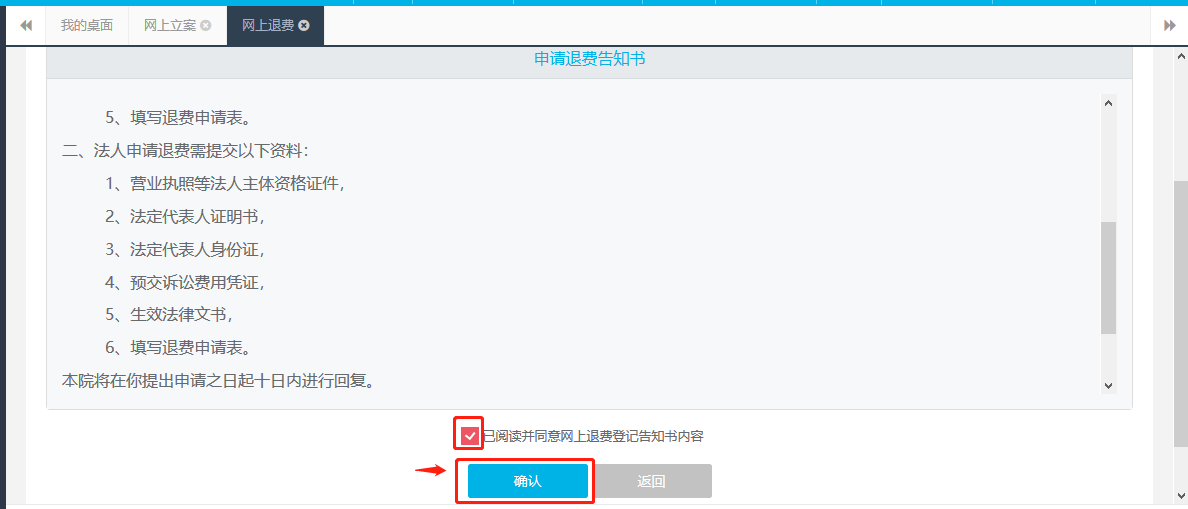 我的桌面 网上立案 网上退费
申请退费告知书
5、填写退费申请表。
二、法人申请退费需提交以下资料：
1、营业执照等法人主体资格证件，
2、法定代表人证明书，
3、法定代表人身份证，
4、预交诉讼费用凭证，
5、生效法律文书，
6、填写退费申请表。
本院将在你提出申请之日起十日内进行回复。
已阅读并同意网上退费登记告知书内容
确认 返回